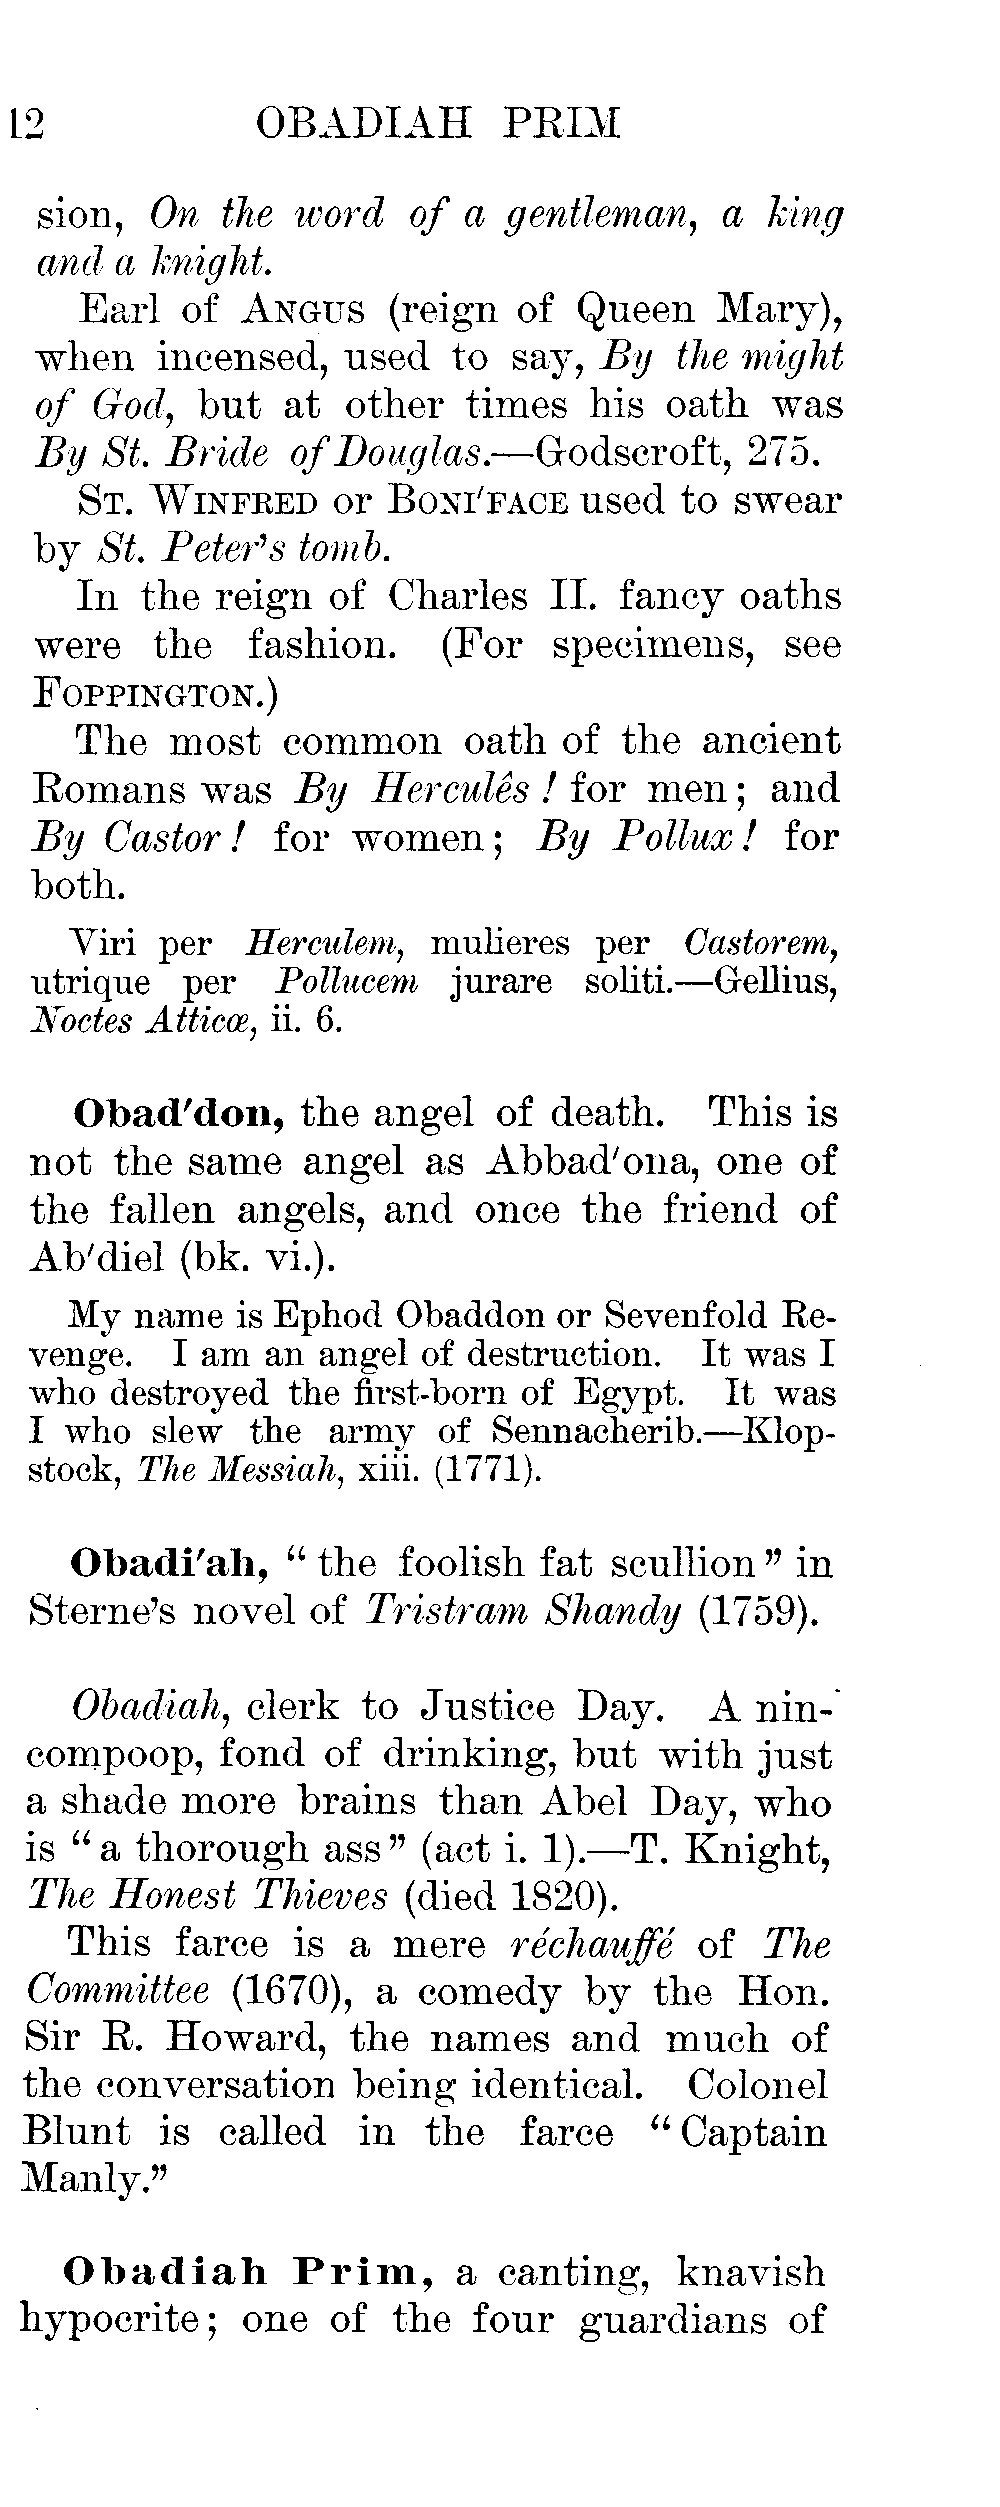 12 OBADIAH PRIM
sion, On the word of a gentleman, a king
and a knight.
Earl of ANGUS (reign of Queen Mary),
when incensed, used to say, By the might
of God, but at other times his oath was
By St. Bride of Douglas.—Godscroft, 275.
ST. WINFRED or BONI'FACE used to swear
by St. Peter's tomb.
In the reign of Charles II. fancy oaths
were the fashion. (For specimens, see
FOPPINGTON.)
The most common oath of the ancient
Romans was By Herculês! for men; and
By Castor! for women; By Pollux! for
both.
Viri per Herculem, mulieres per Castorem,
utrique per Pollucem jurare soliti.—Gellius,
Noctes Atticœ, ii. 6.
Obad'don, the angel of death. This is
not the same angel as Abbad'ona, one of
the fallen angels, and once the friend of
Ab'diel (bk. vi.).
My name is Ephod Obaddon or Sevenfold Re-
venge. I am an angel of destruction. It was I
who destroyed the first-born of Egypt. It was
I who slew the army of Sennacherib.—Klop-
stock, The Messiah, xiii. (1771).
Obadi'ah, "the foolish fat scullion" in
Sterne's novel of Tristram Shandy (1759).
Obadiah, clerk to Justice Day. A nin-
compoop, fond of drinking, but with just
a shade more brains than Abel Day, who
is "a thorough ass" (act i. 1).—T. Knight,
The Honest Thieves (died 1820).
This farce is a mere réchauffé of The
Committee (1670), a comedy by the Hon.
Sir R. Howard, the names and much of
the conversation being identical. Colonel
Blunt is called in the farce "Captain
Manly."
Obadiah Prim, a canting, knavish
hypocrite; one of the four guardians of